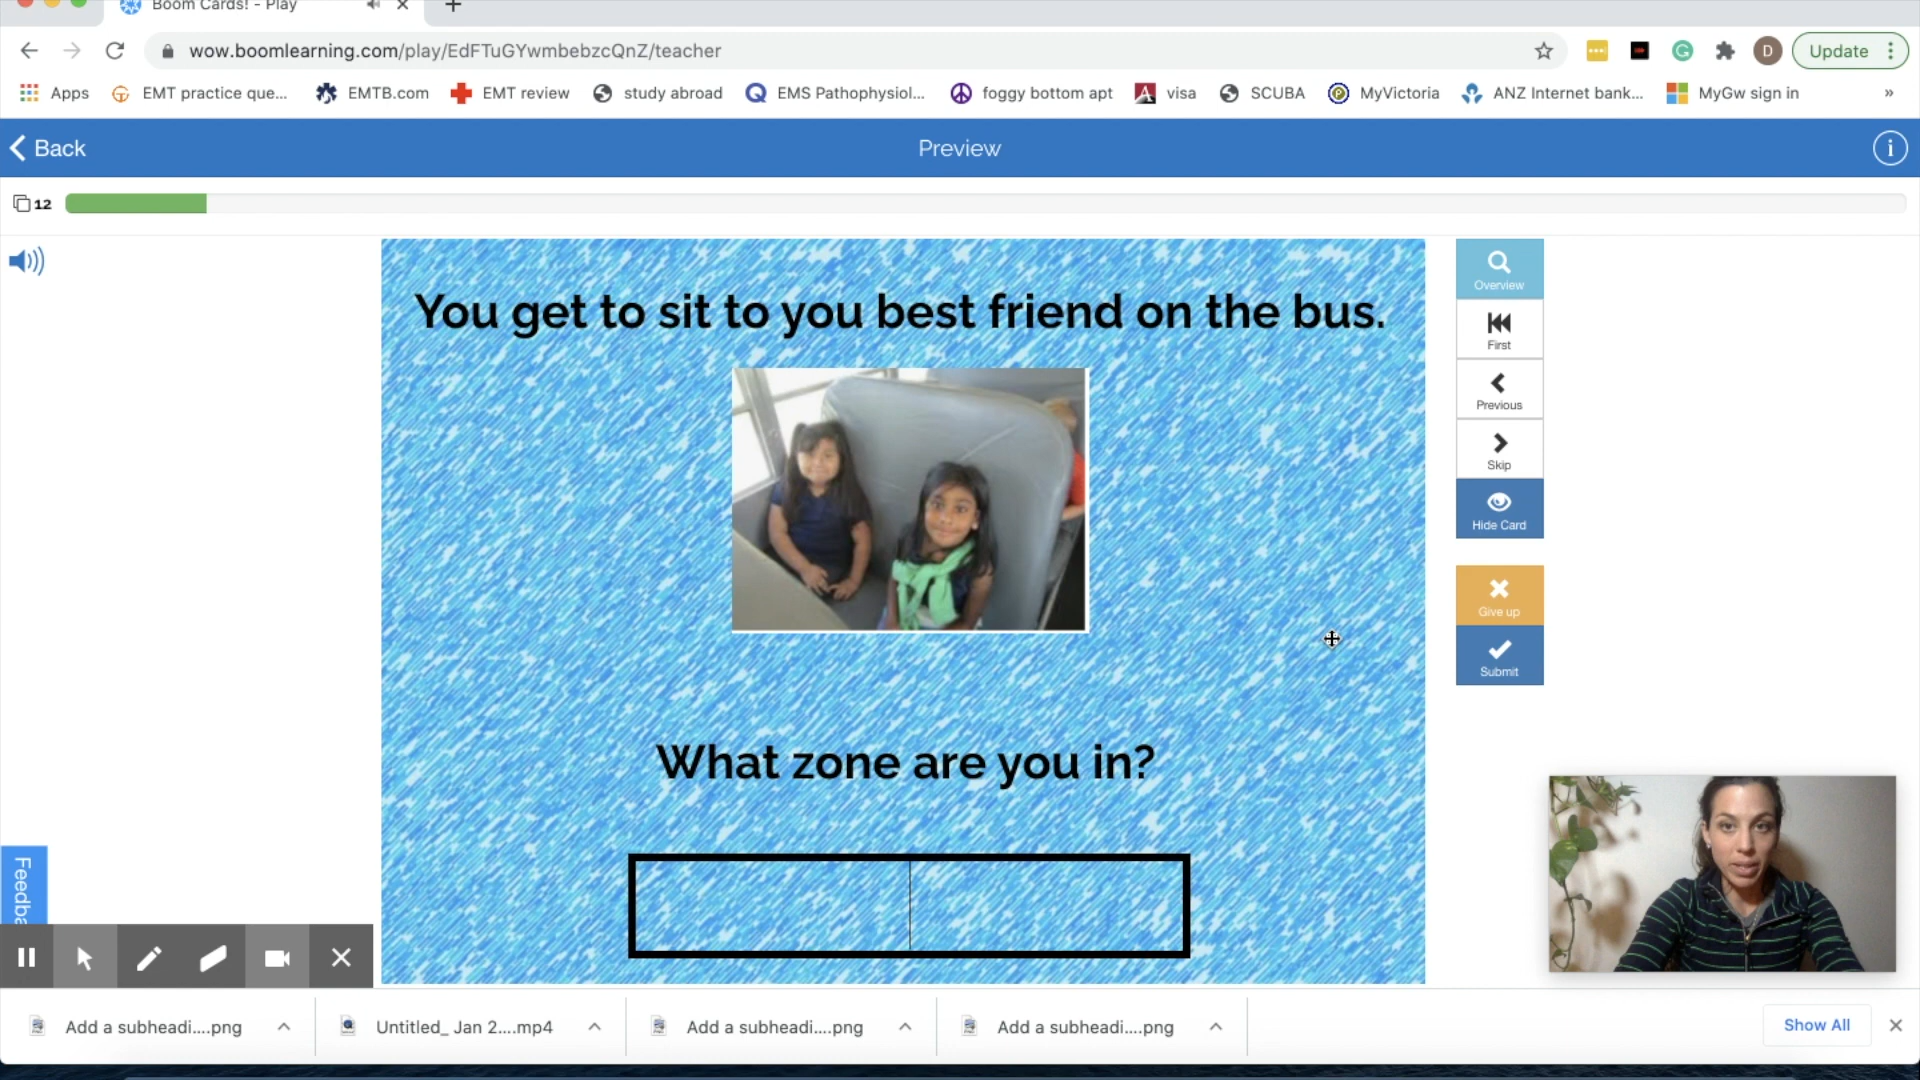 Boom Cards! - Play
wow.boomlearning.com/play/EdFTuGYwmbebzcQnZ/teacher
D
Update
Apps
EMT practice que...
EMTB.com
EMT review
study abroad
EMS Pathophysiol...
foggy bottom apt
visa
SCUBA
MyVictoria
ANZ Internet bank...
MyGw sign in
»
Back
Preview
12
You get to sit to you best friend on the bus.
Overview
First
Previous
Skip
Hide Card
Give up
Submit
What zone are you in?
Feedba
Add a subheadi....png
Untitled_ Jan 2....mp4
Add a subheadi....png
Add a subheadi....png
Show All